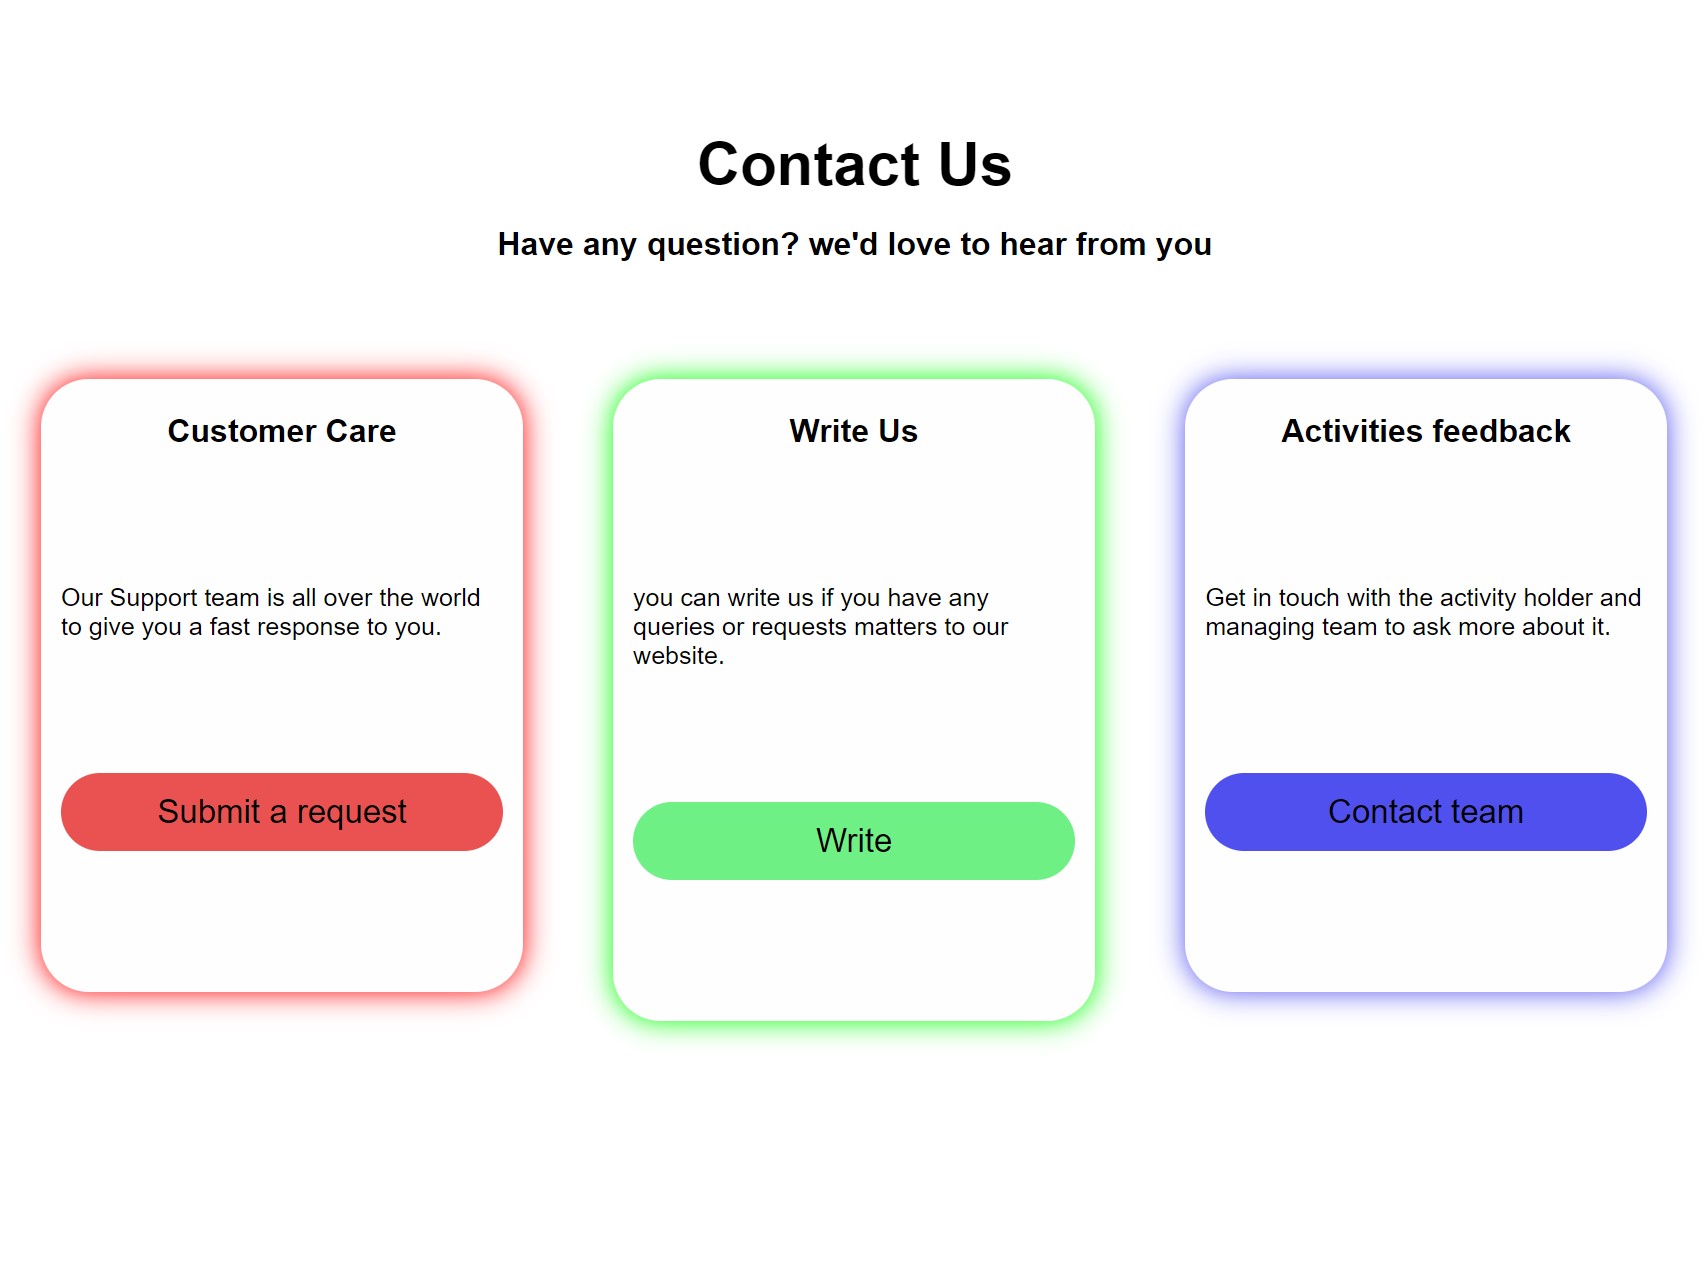 Contact Us
Have any question? we'd love to hear from you
Customer Care
Our Support team is all over the world
to give you a fast response to you.
Submit a request
Write Us
you can write us if you have any
queries or requests matters to our
website.
Write
Activities feedback
Get in touch with the activity holder and
managing team to ask more about it.
Contact team